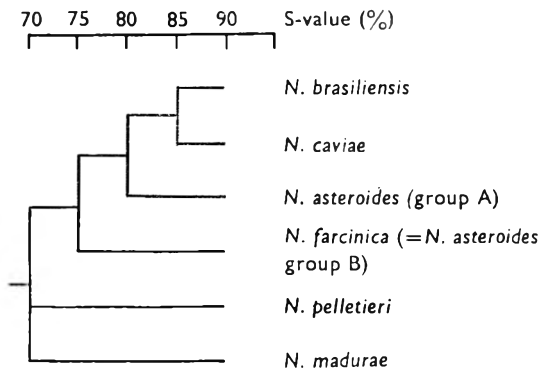 70 75 80 85 90 S-value (%)
N. brasiliensis
N. caviae
N. asteroides (group A)
N. farcinica (=N. asteroides
group B)
N. pelletieri
N. madurae